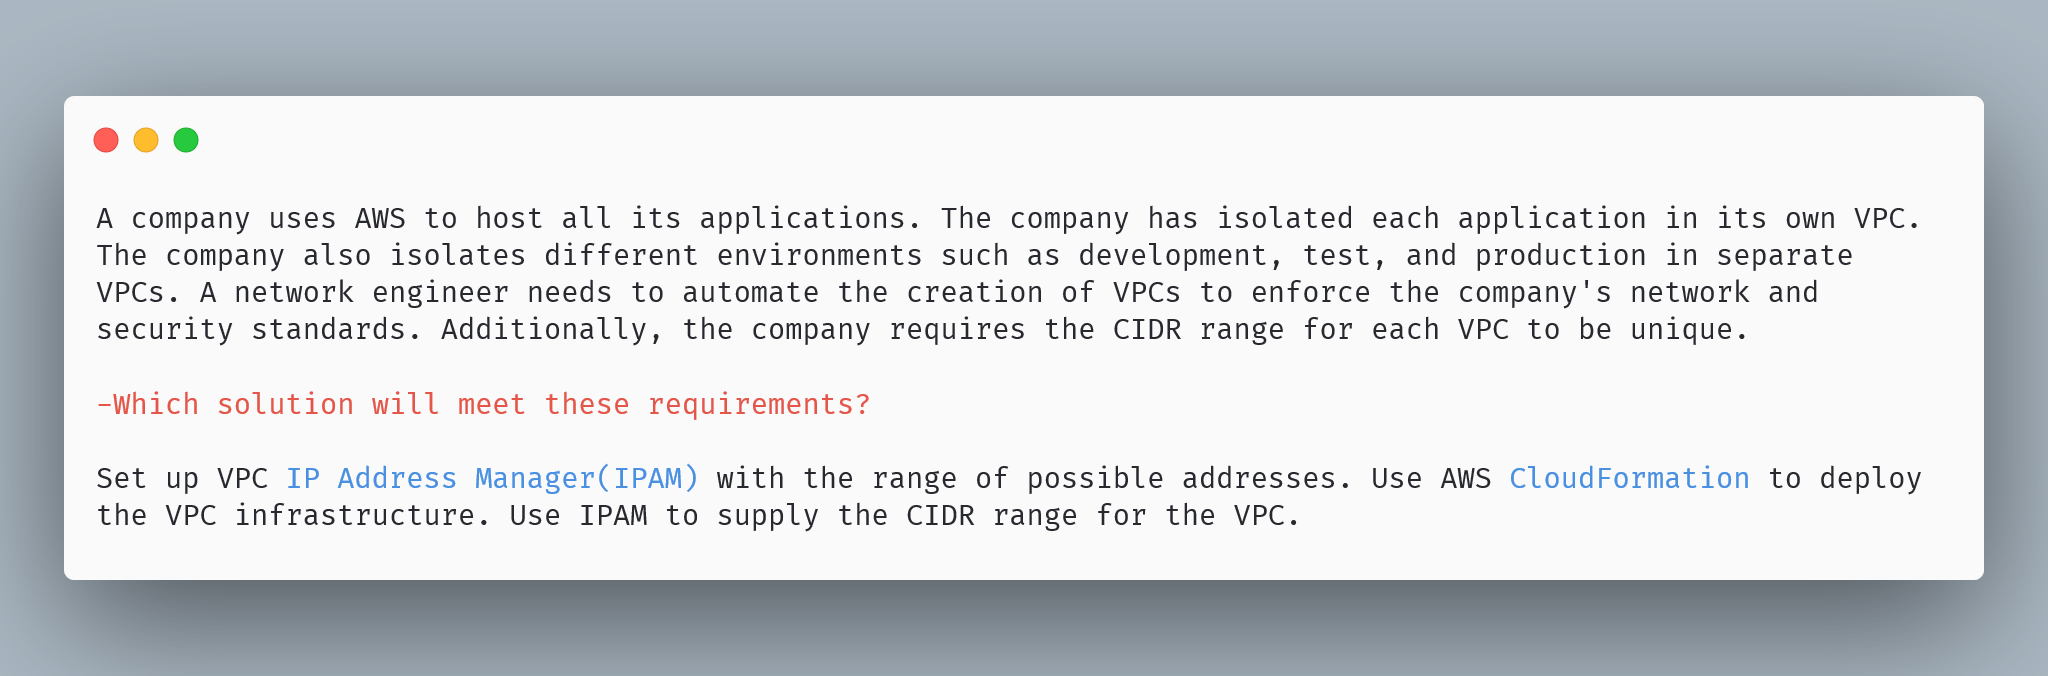 A company uses AWS to host all its applications. The company has isolated each application in its own VPC.
The company also isolates different environments such as development, test, and production in separate
VPCs. A network engineer needs to automate the creation of VPCs to enforce the company's network and
security standards. Additionally, the company requires the CIDR range for each VPC to be unique.
-Which solution will meet these requirements?
Set up VPC IP Address Manager(IPAM) with the range of possible addresses. Use AWS CloudFormation to deploy
the VPC infrastructure. Use IPAM to supply the CIDR range for the VPC.